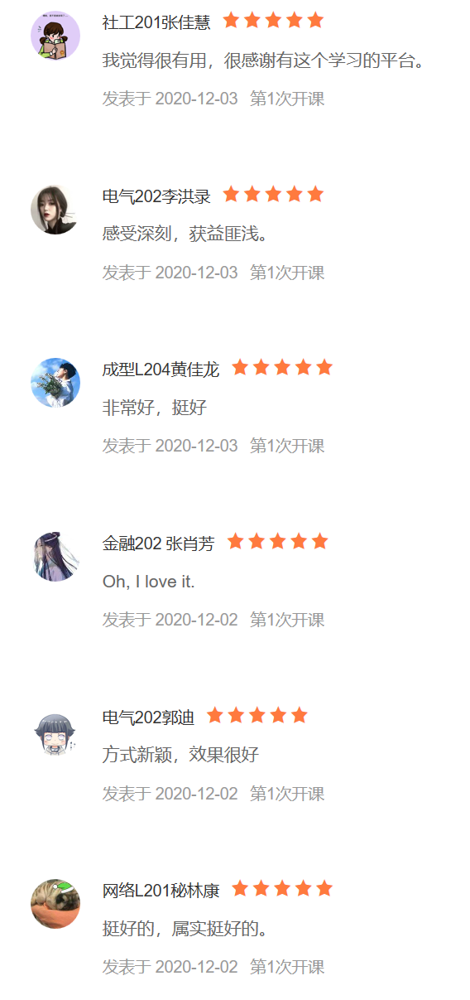 社工201张佳慧
我觉得很有用，很感谢有这个学习的平台。
发表于 2020-12-03 第1次开课
电气202李洪录
感受深刻，获益匪浅。
发表于 2020-12-03 第1次开课
成型L204黄佳龙
非常好，挺好
发表于 2020-12-03 第1次开课
金融202 张肖芳
Oh, I love it.
发表于 2020-12-02 第1次开课
电气202郭迪
方式新颖，效果很好
发表于 2020-12-02 第1次开课
网络L201秘林康
挺好的，属实挺好的。
发表于 2020-12-02 第1次开课